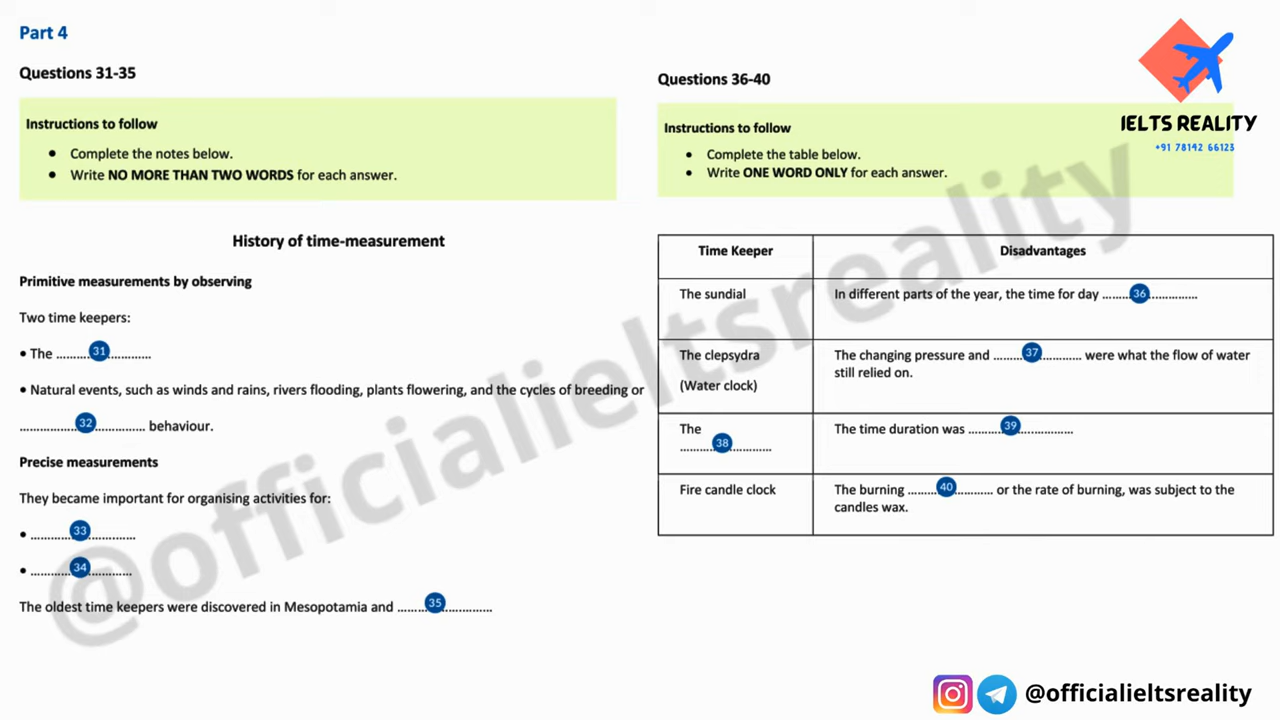 Part 4
Questions 31-35
Instructions to follow
• Complete the notes below.
• Write NO MORE THAN TWO WORDS for each answer.
History of time-measurement
Primitive measurements by observing
Two time keepers:
• The ..........31...............
• Natural events, such as winds and rains, rivers flooding, plants flowering, and the cycles of breeding or
..................32............... behaviour.
Precise measurements
They became important for organising activities for:
• ..........33...............
• ..........34...............
The oldest time keepers were discovered in Mesopotamia and .........35...............
Questions 36-40
Instructions to follow
• Complete the table below.
• Write ONE WORD ONLY for each answer.
Time Keeper
Disadvantages
The sundial
In different parts of the year, the time for day ........36..............
The clepsydra
(Water clock)
The changing pressure and ..........37............ were what the flow of water
still relied on.
The
..........38..............
The time duration was ..........39...............
Fire candle clock
The burning ........40............ or the rate of burning, was subject to the
candles wax.
IELTS REALITY
+91 78142 66123
@officialieltsreality
@officialieltsreality